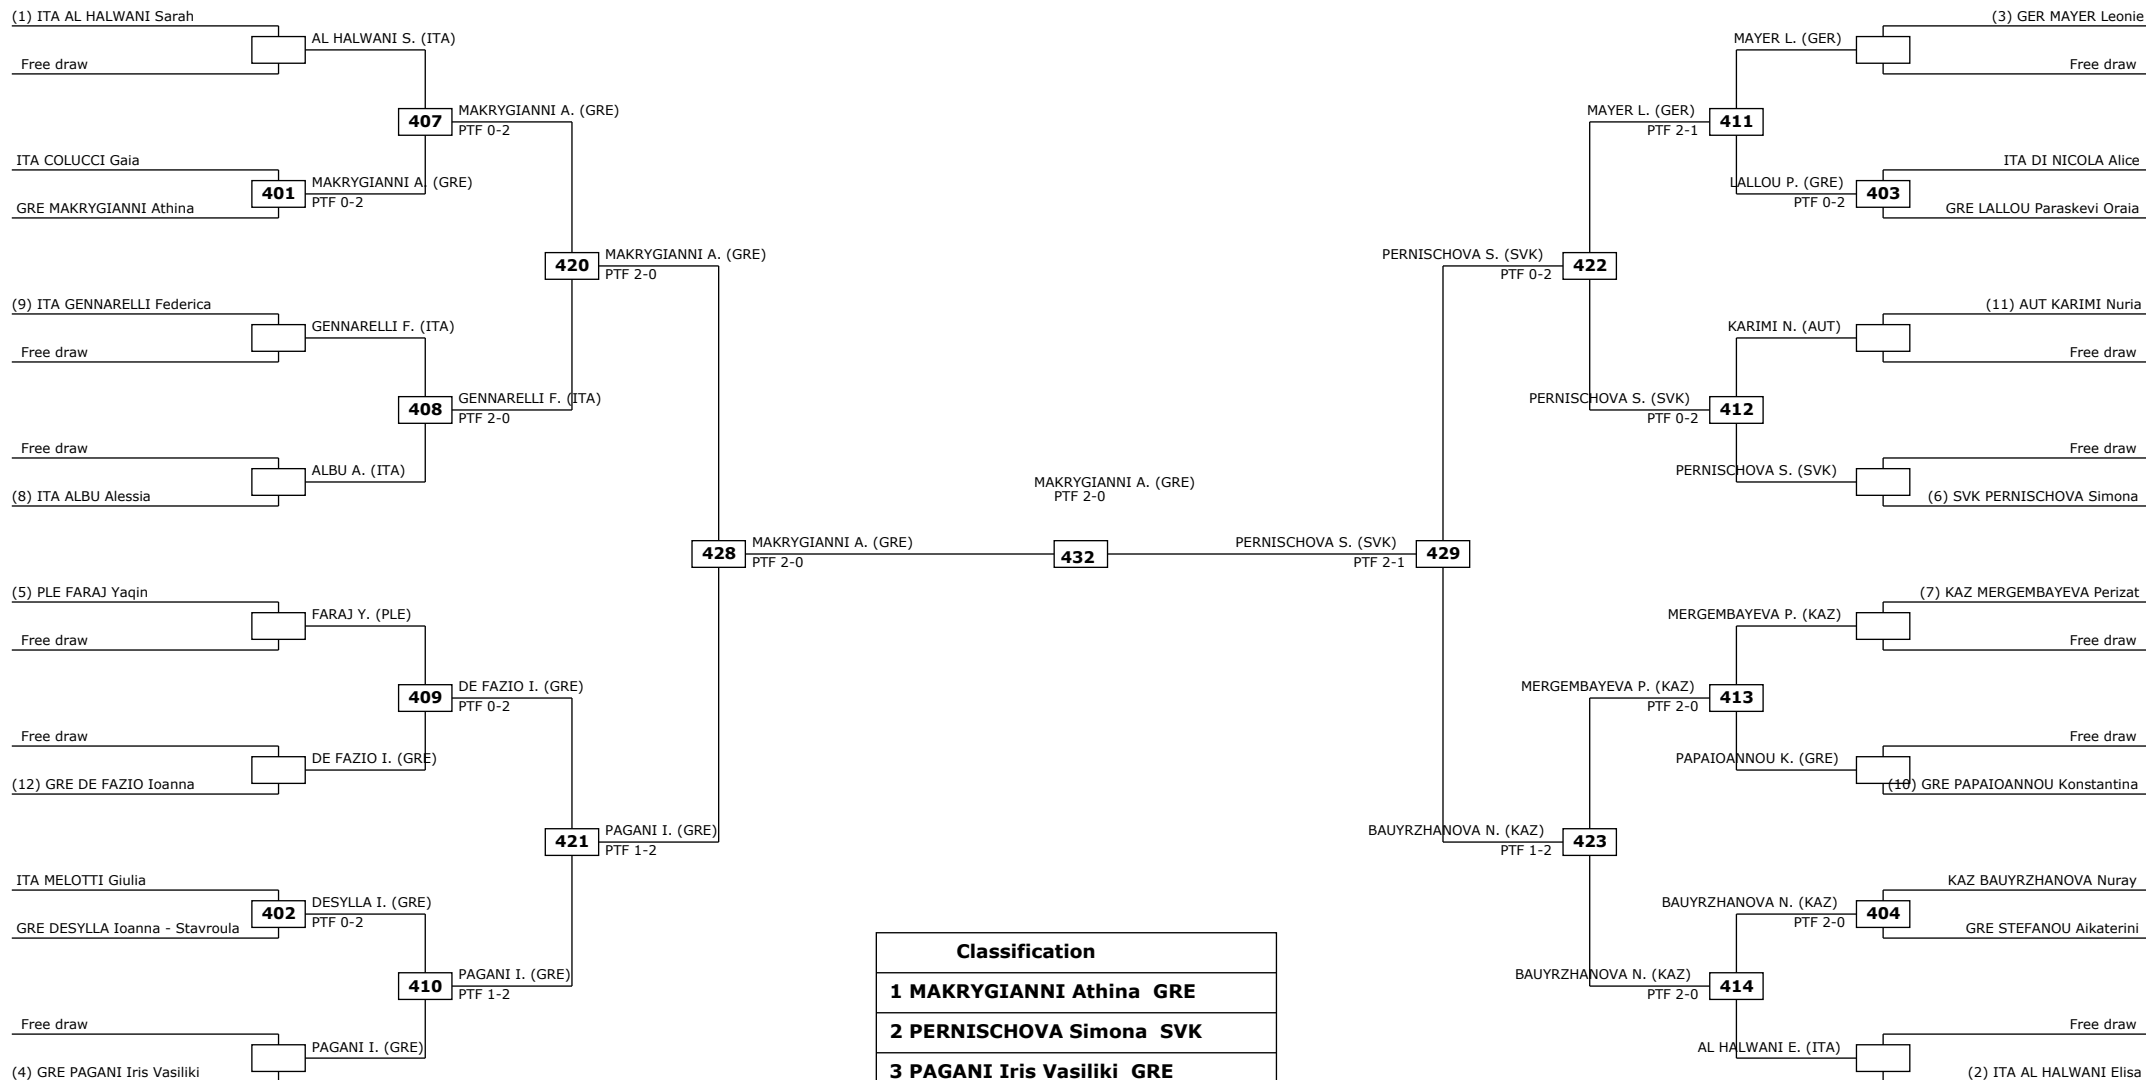 (1) ITA AL HALWANI Sarah
Free draw
AL HALWANI S. (ITA)
407
MAKRYGIANNI A. (GRE)
PTF 0-2
ITA COLUCCI Gaia
GRE MAKRYGIANNI Athina
401
MAKRYGIANNI A. (GRE)
PTF 0-2
420
MAKRYGIANNI A. (GRE)
PTF 2-0
(9) ITA GENNARELLI Federica
Free draw
GENNARELLI F. (ITA)
408
GENNARELLI F. (ITA)
PTF 2-0
Free draw
(8) ITA ALBU Alessia
ALBU A. (ITA)
428
MAKRYGIANNI A. (GRE)
PTF 2-0
(5) PLE FARAJ Yaqin
Free draw
FARAJ Y. (PLE)
409
DE FAZIO I. (GRE)
PTF 0-2
Free draw
(12) GRE DE FAZIO Ioanna
DE FAZIO I. (GRE)
421
PAGANI I. (GRE)
PTF 1-2
ITA MELOTTI Giulia
GRE DESYLLA Ioanna - Stavroula
402
DESYLLA I. (GRE)
PTF 0-2
410
PAGANI I. (GRE)
PTF 1-2
Free draw
(4) GRE PAGANI Iris Vasiliki
PAGANI I. (GRE)
MAKRYGIANNI A. (GRE)
PTF 2-0
432
(3) GER MAYER Leonie
Free draw
MAYER L. (GER)
MAYER L. (GER)
PTF 2-1
411
ITA DI NICOLA Alice
GRE LALLOU Paraskevi Oraia
LALLOU P. (GRE)
PTF 0-2
403
PERNISCHOVA S. (SVK)
PTF 0-2
422
(11) AUT KARIMI Nuria
Free draw
KARIMI N. (AUT)
PERNISCHOVA S. (SVK)
PTF 0-2
412
Free draw
(6) SVK PERNISCHOVA Simona
PERNISCHOVA S. (SVK)
PERNISCHOVA S. (SVK)
PTF 2-1
429
(7) KAZ MERGEMBAYEVA Perizat
Free draw
MERGEMBAYEVA P. (KAZ)
MERGEMBAYEVA P. (KAZ)
PTF 2-0
413
Free draw
(10) GRE PAPAIOANNOU Konstantina
PAPAIOANNOU K. (GRE)
BAUYRZHANOVA N. (KAZ)
PTF 1-2
423
KAZ BAUYRZHANOVA Nuray
GRE STEFANOU Aikaterini
BAUYRZHANOVA N. (KAZ)
PTF 2-0
404
BAUYRZHANOVA N. (KAZ)
PTF 2-0
414
Free draw
(2) ITA AL HALWANI Elisa
AL HALWANI E. (ITA)
Classification
1 MAKRYGIANNI Athina GRE
2 PERNISCHOVA Simona SVK
3 PAGANI Iris Vasiliki GRE